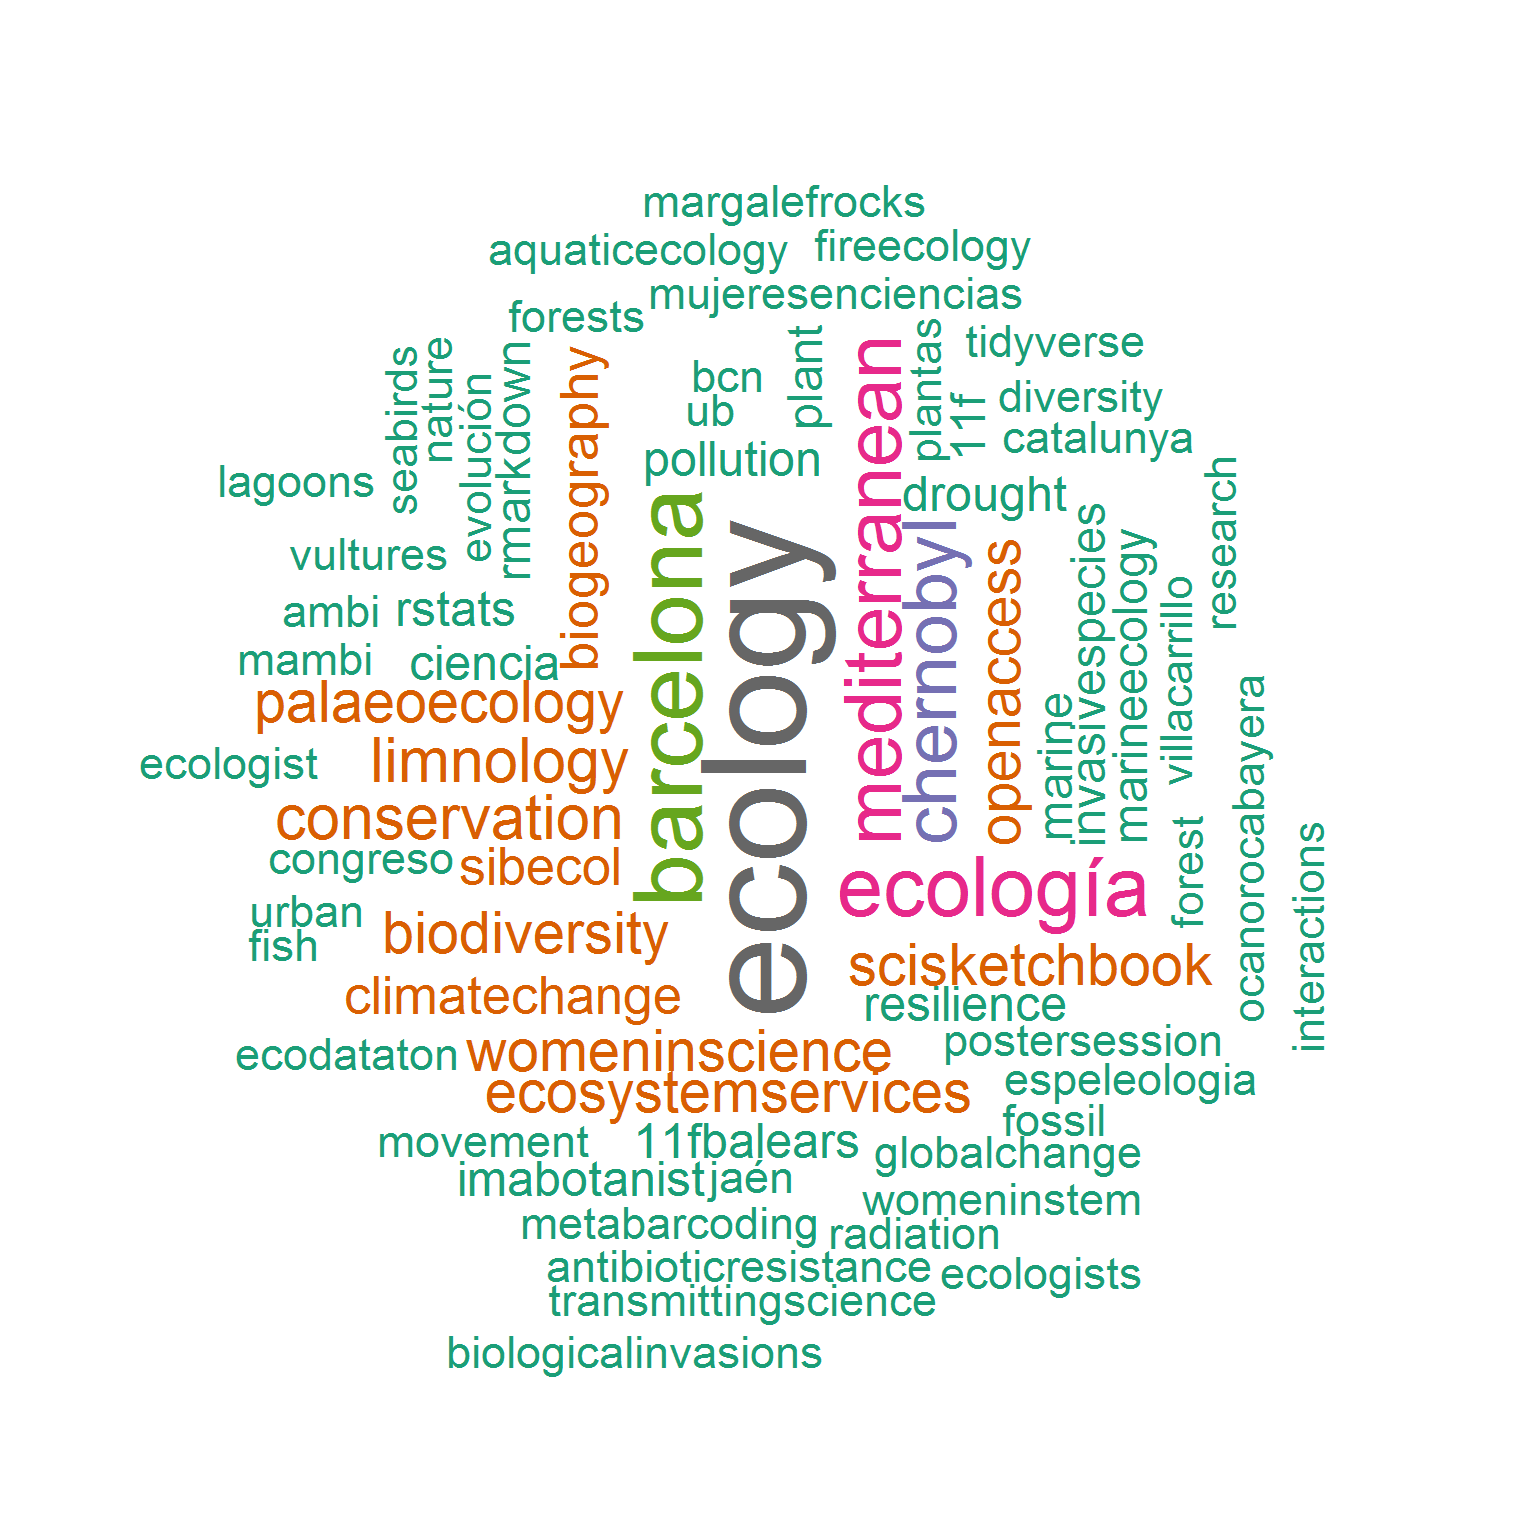 margalefrocks
aquaticecology
fireecology
mujeresenciencias
forests
tidyverse
seabirds
nature
evolución
rmarkdown
biogeography
bcn
ub
plant
mediterranean
plantas
11f
diversity
catalunya
pollution
lagoons
drought
research
vultures
barcelona
ecology
chernobyl
openaccess
invasivespecies
marineecology
villacarrillo
ambi
rstats
mambi
ciencia
palaeoecology
marine
ocanorocabayera
ecologist
limnology
conservation
forest
interactions
congreso
sibecol
ecología
urban
fish
biodiversity
scisketchbook
climatechange
resilience
ecodataton
womeninscience
postersession
ecosystemservices
espeleologia
fossil
movement
11fbalears
globalchange
imabotanist
jaén
womeninstem
metabarcoding
radiation
antibioticresistance
ecologists
transmittingscience
biologicalinvasions